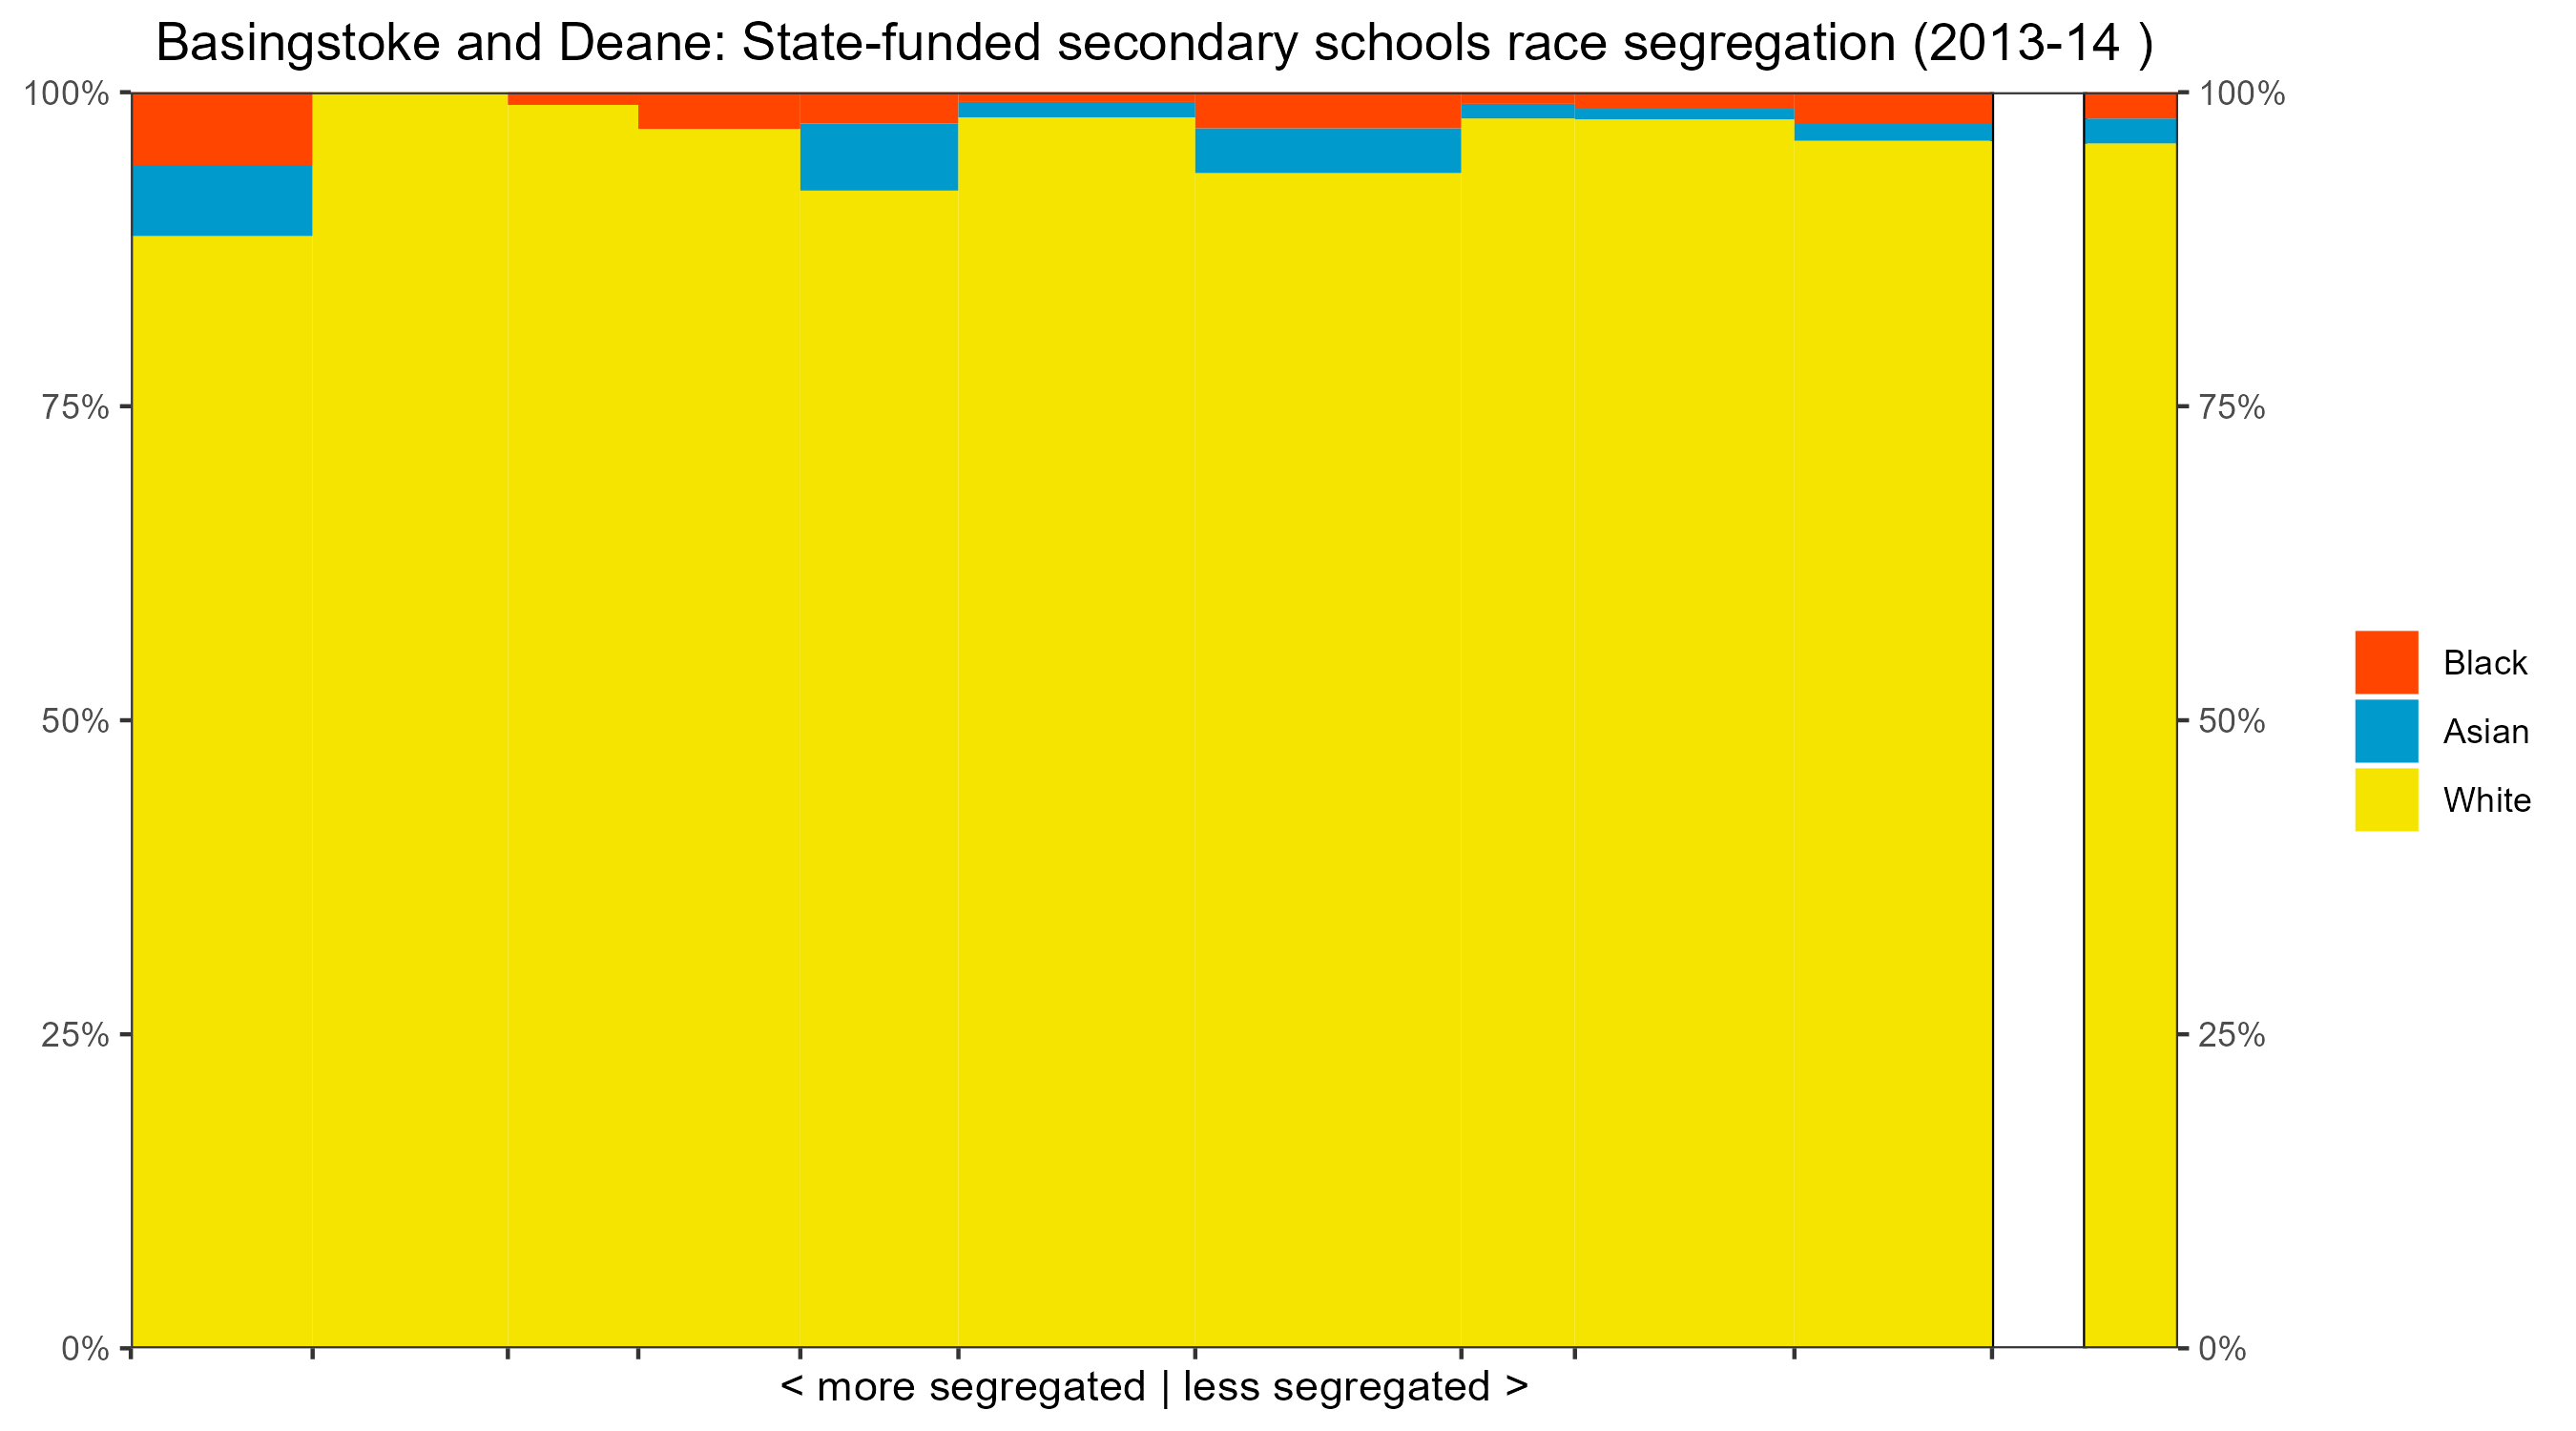 Basingstoke and Deane: State-funded secondary schools race segregation (2013-14 )
100%
75%
50%
25%
0%
100%
75%
50%
25%
0%
Black
Asian
White
< more segregated | less segregated >